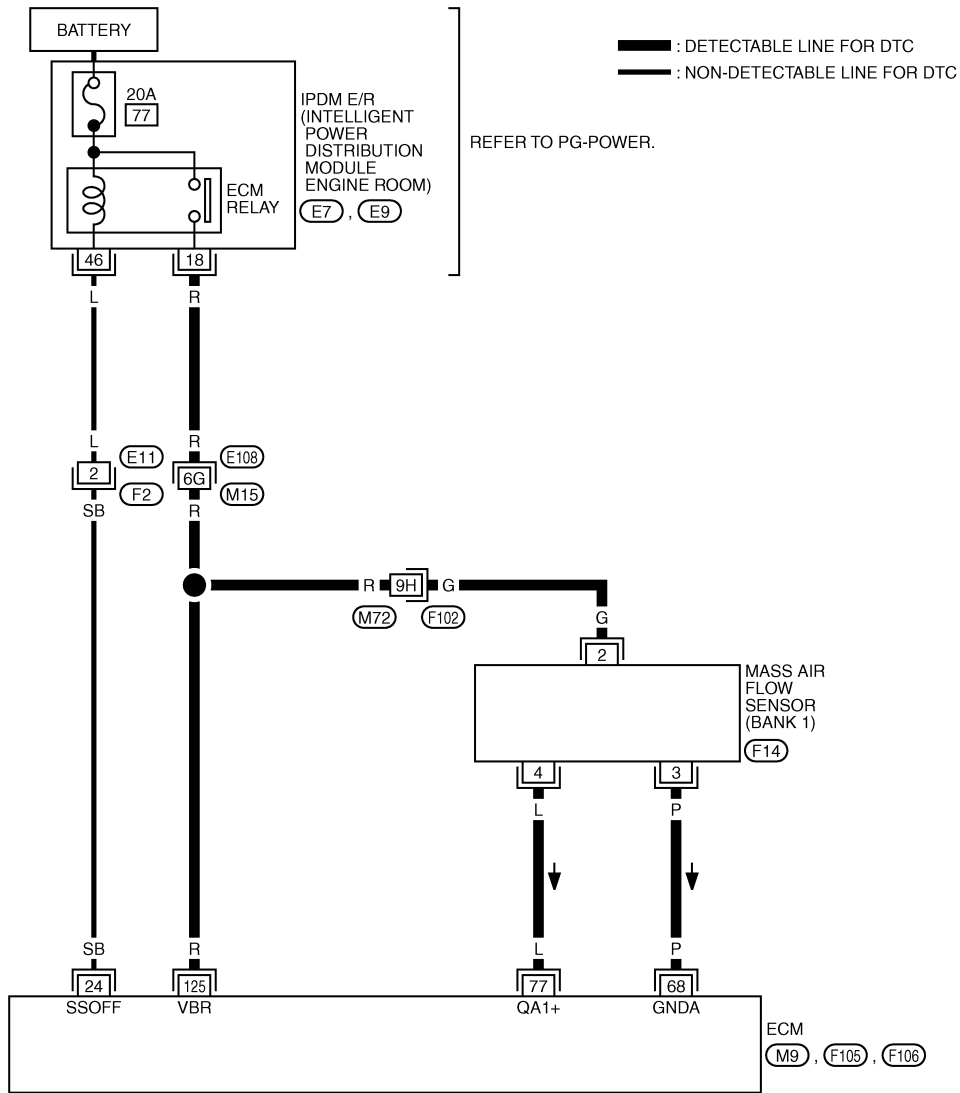 BATTERY
: DETECTABLE LINE FOR DTC
: NON-DETECTABLE LINE FOR DTC
20A
77
IPDM E/R
(INTELLIGENT
POWER
DISTRIBUTION
MODULE
ENGINE ROOM)
E7 , E9
REFER TO PG-POWER.
ECM
RELAY
46
18
L
R
L
R
2
E11
F2
6G
E108
M15
SB
R
R
9H
G
M72
F102
G
2
MASS AIR
FLOW
SENSOR
(BANK 1)
F14
4
3
L
P
SB
R
L
P
24
125
77
68
SSOFF
VBR
QA1+
GNDA
ECM
M9 , F105 , F106